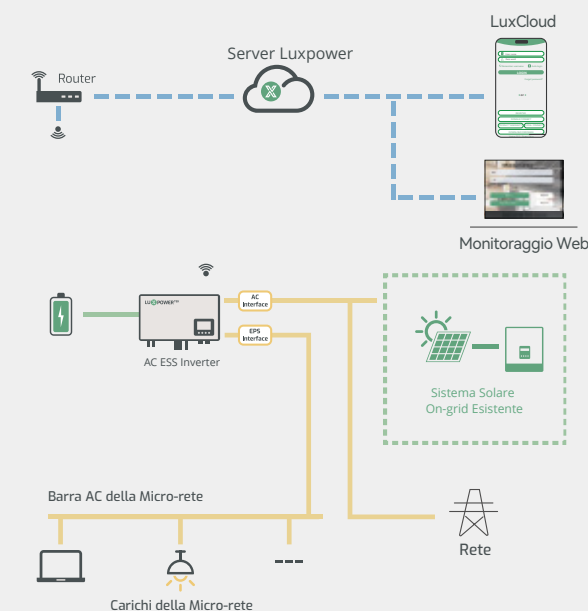 LuxCloud
Server Luxpower
Router
Monitoraggio Web
LUXPOWER
AC
Interface
EPS
Interface
AC ESS Inverter
Sistema Solare
On-grid Esistente
Barra AC della Micro-rete
Rete
Carichi della Micro-rete